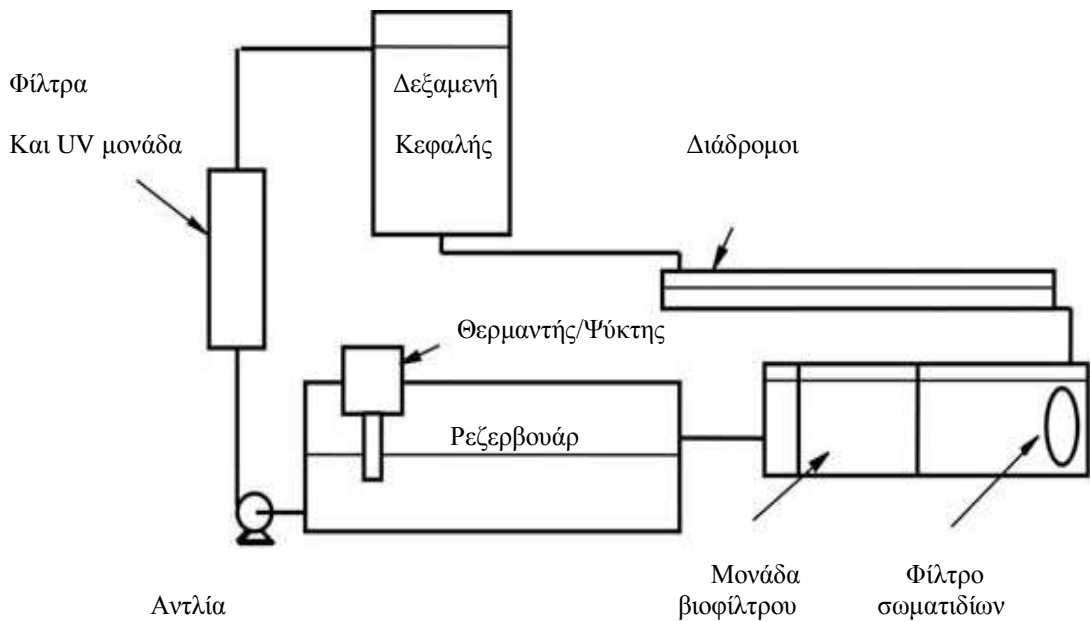 Φίλτρα
Και UV μονάδα
Δεξαμενή
Κεφαλής
Διάδρομοι
Θερμαντής/Ψύκτης
Ρεζερβουάρ
Αντλία
Μονάδα
βιοφίλτρου
Φίλτρο
σωματιδίων